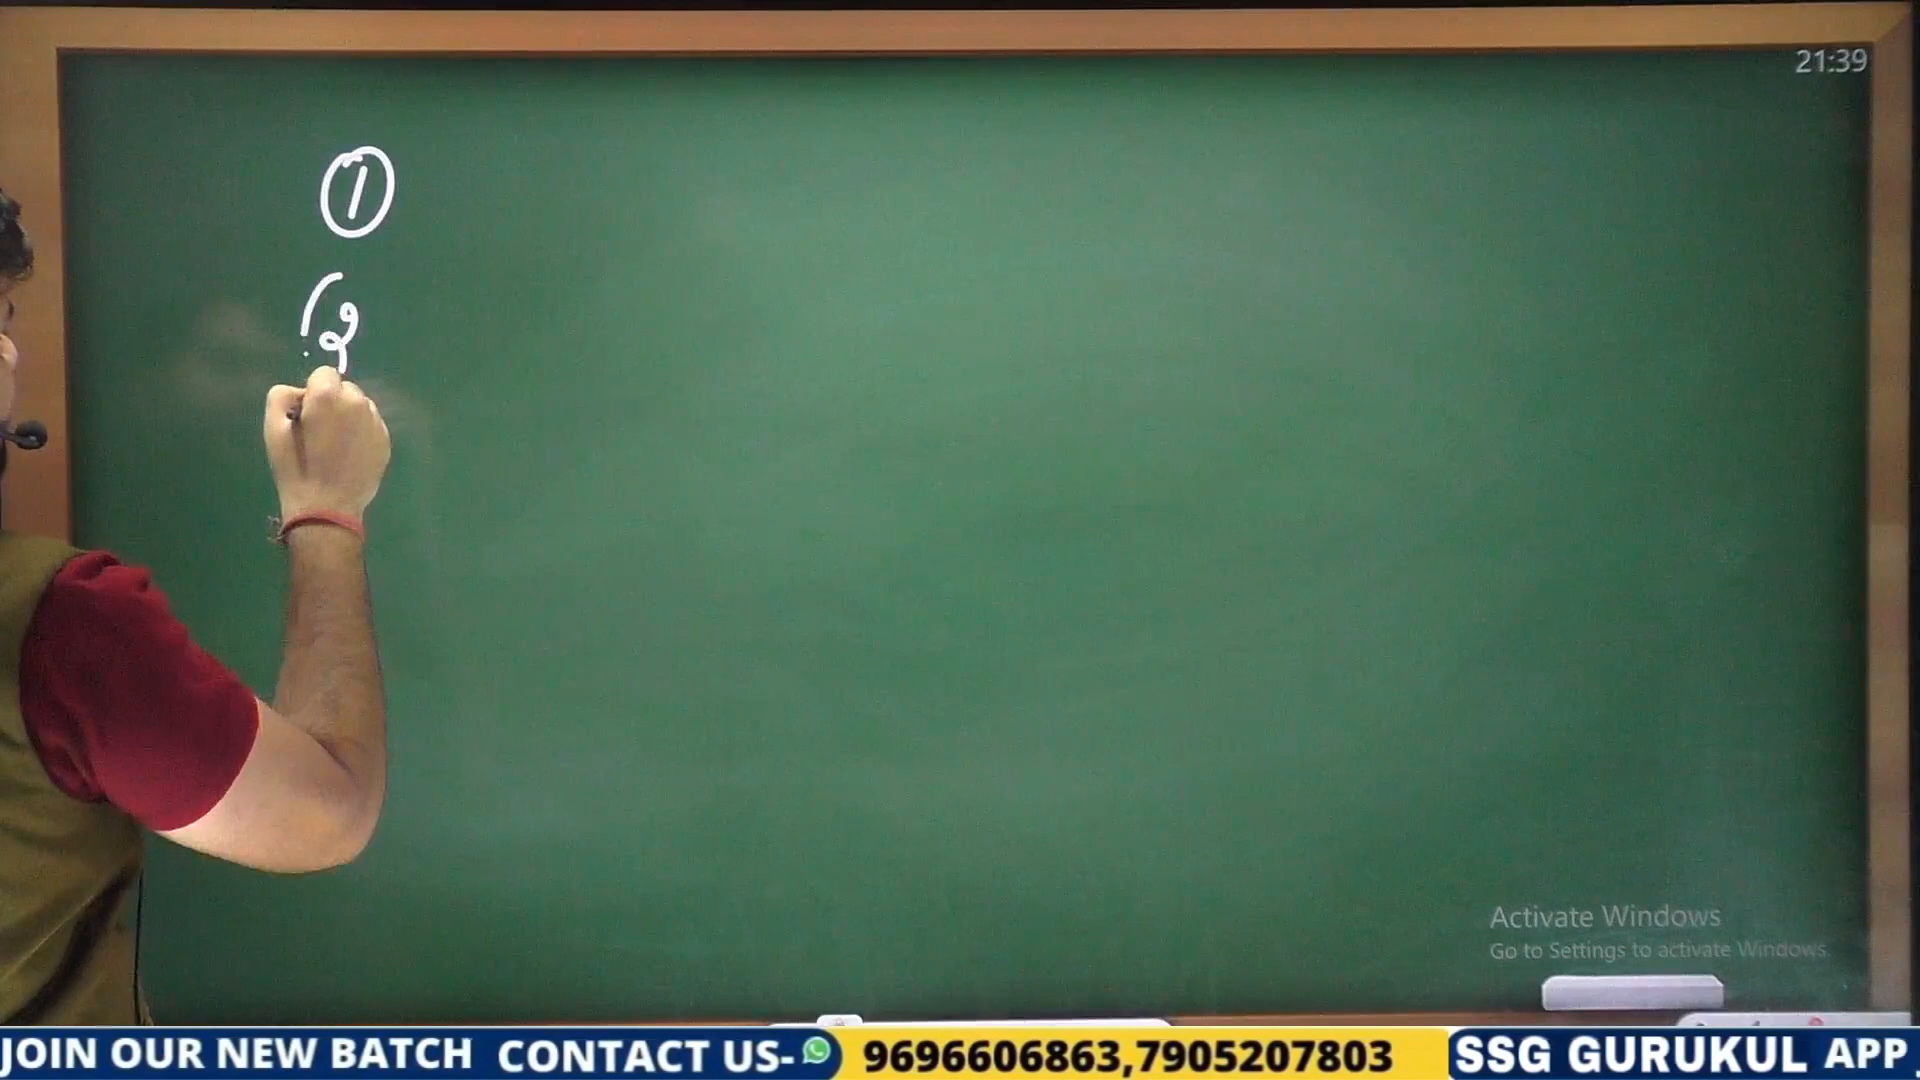 21:39
①
Activate Windows
Go to Settings to activate Windows.
JOIN OUR NEW BATCH CONTACT US- 9696606863,7905207803 SSG GURUKUL APP